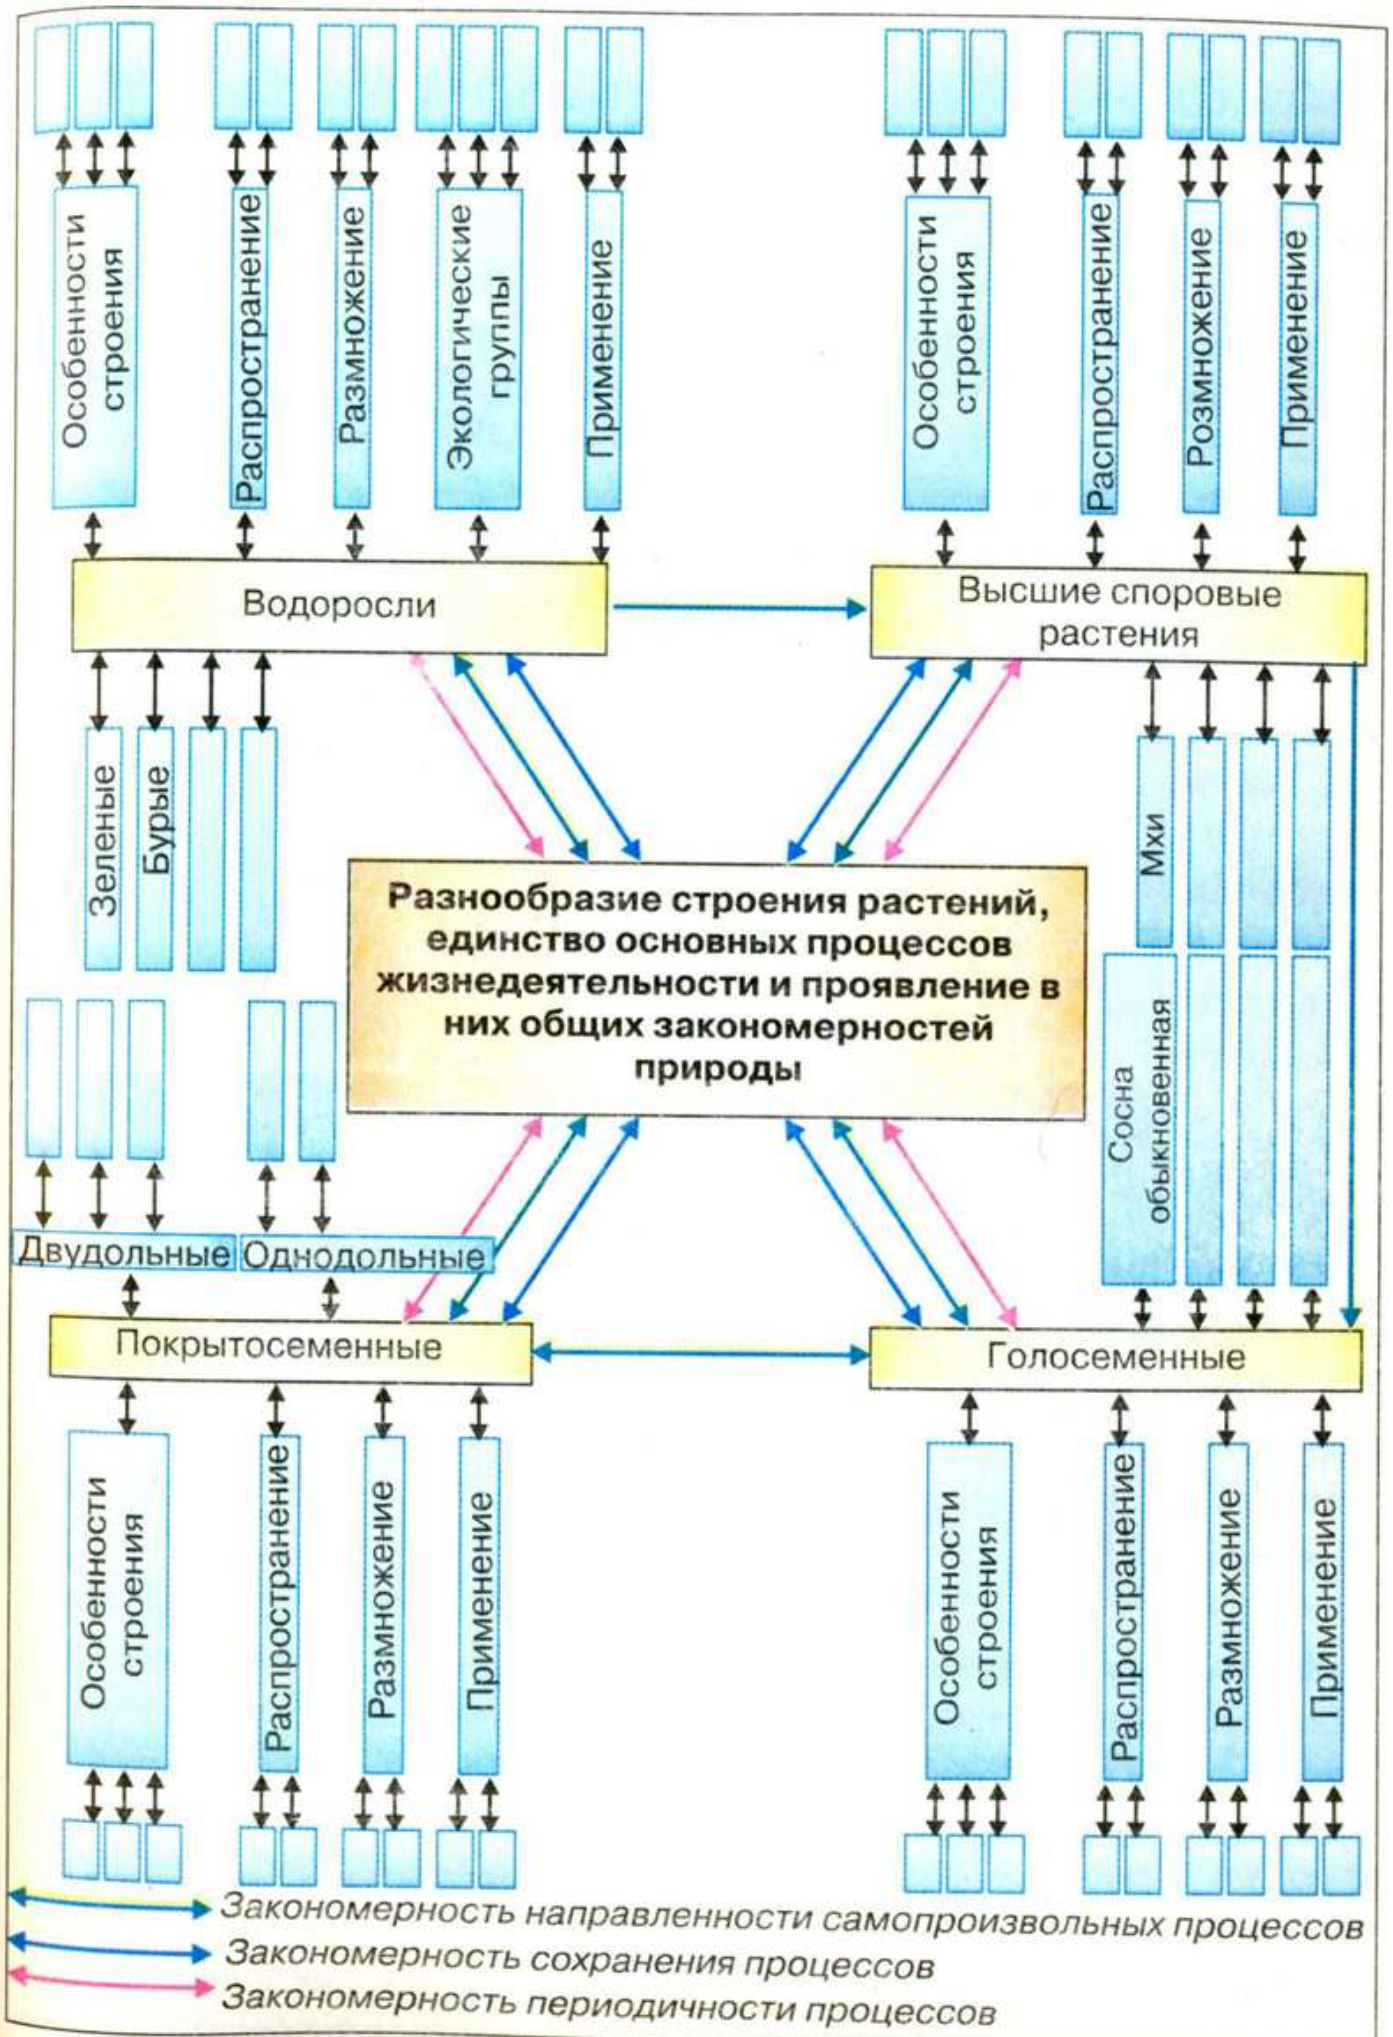 Особенности
строения
Распространение
Размножение
Экологические
группы
Применение
Особенности
строения
Распространение
Розмножение
Применение
Водоросли
Высшие споровые
растения
Зеленые
Бурые
Мхи
Разнообразие строения растений,
единство основных процессов
жизнедеятельности и проявление в
них общих закономерностей
природы
Сосна
обыкновенная
Двудольные
Однодольные
Покрытосеменные
Голосеменные
Особенности
строения
Распространение
Размножение
Применение
Особенности
строения
Распространение
Размножение
Применение
Закономерность направленности самопроизвольных процессов
Закономерность сохранения процессов
Закономерность периодичности процессов